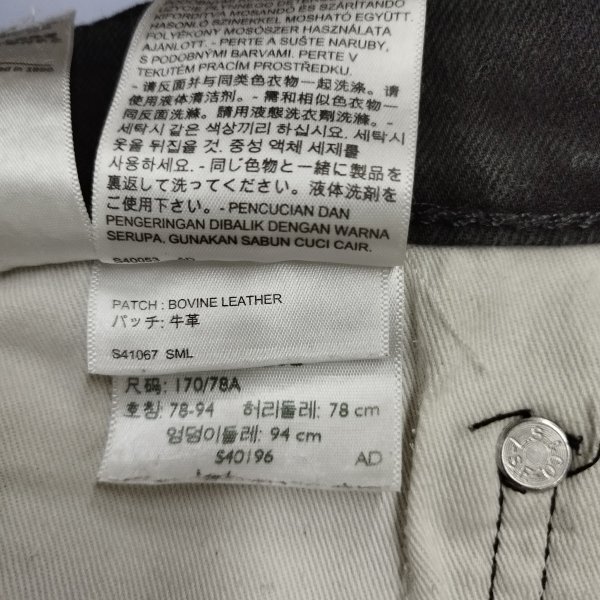 KIFORDÍTVA MOSANDÓ ÉS SZÁRÍTANDÓ
HASONLÓ SZÍNEKKEL MOSHATÓ EGYÜTT.
FOLYÉKONY MOSÓSZER HASZNÁLATA
AJÁNLOTT. - PERTE A SUŠTE NARUBY,
S PODOBNÝMI BARVAMI. PERTE V
TEKUTÉM PRACÍM PROSTŘEDKU.
- 请反面并与同类色衣物一起洗涤。请
使用液体清洁剂。- 需和相似色衣物一
同反面洗滌。請用液態洗衣劑洗滌。-
세탁시 같은 색상끼리 하십시요. 세탁시
옷을 뒤집을 것. 중성 액체 세제를
사용하세요. - 同じ色物と一緒に製品を
裏返して洗ってください。液体洗剤を
ご使用下さい。- PENCUCIAN DAN
PENGERINGAN DIBALIK DENGAN WARNA
SERUPA. GUNAKAN SABUN CUCI CAIR.
S40053 AD
PATCH : BOVINE LEATHER
パッチ: 牛革
S41067 SML
尺码: 170/78A
호칭: 78-94 허리둘레: 78 cm
엉덩이둘레: 94 cm
S40196 AD